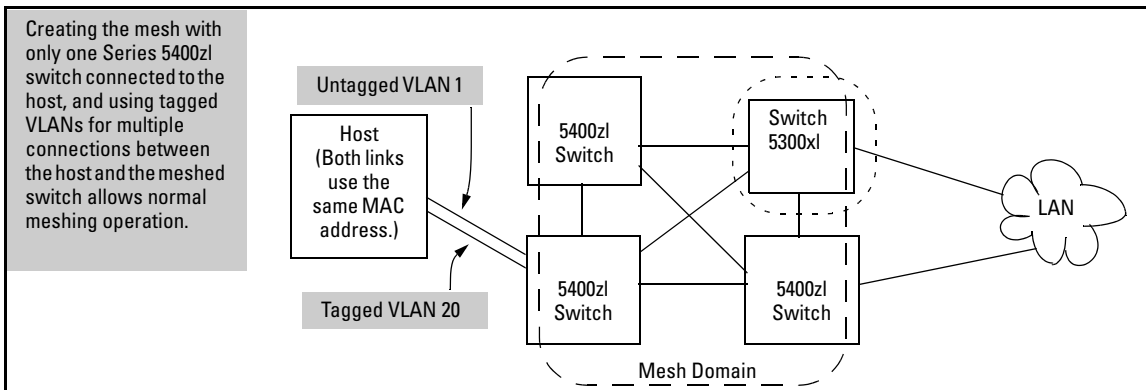 Creating the mesh with
only one Series 5400zl
switch connected to the
host, and using tagged
VLANs for multiple
connections between
the host and the meshed
switch allows normal
meshing operation.
Untagged VLAN 1
Host
(Both links
use the
same MAC
address.)
Tagged VLAN 20
5400zl
Switch
Switch
5300xl
5400zl
Switch
5400zl
Switch
LAN
Mesh Domain